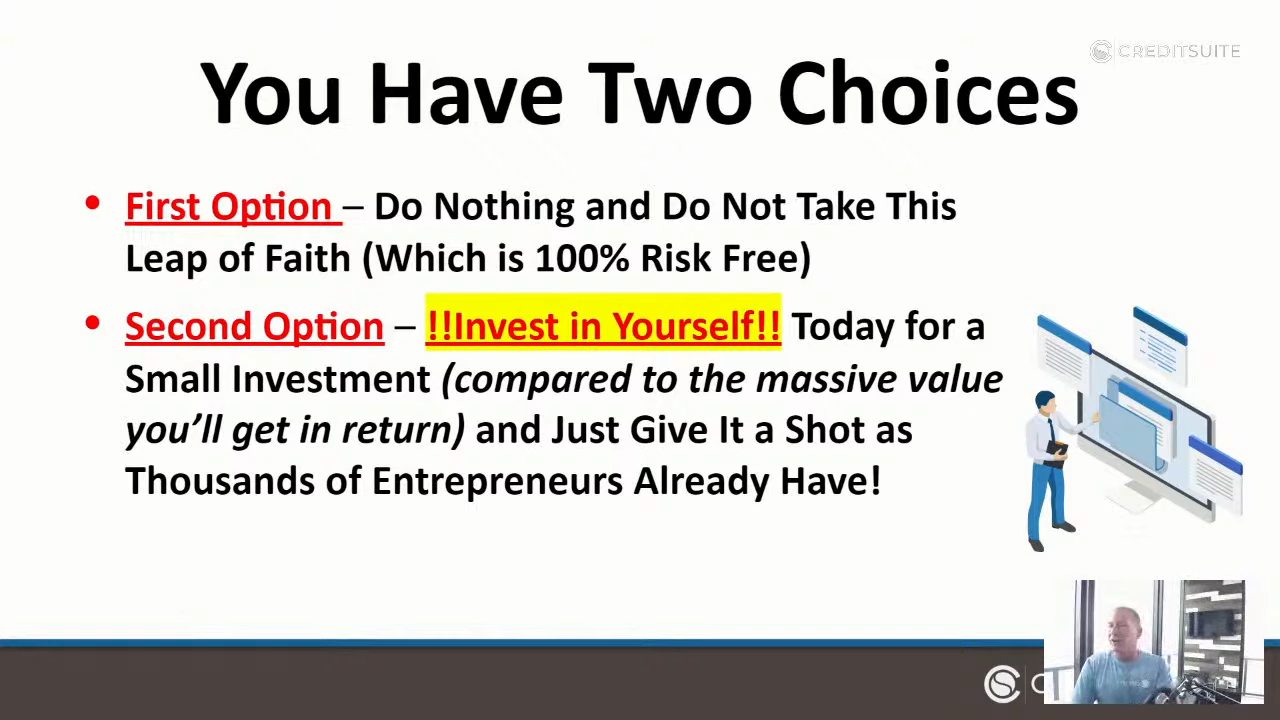 CREDITSUITE
You Have Two Choices
• First Option – Do Nothing and Do Not Take This
Leap of Faith (Which is 100% Risk Free)
• Second Option – !!Invest in Yourself!! Today for a
Small Investment (compared to the massive value
you’ll get in return) and Just Give It a Shot as
Thousands of Entrepreneurs Already Have!